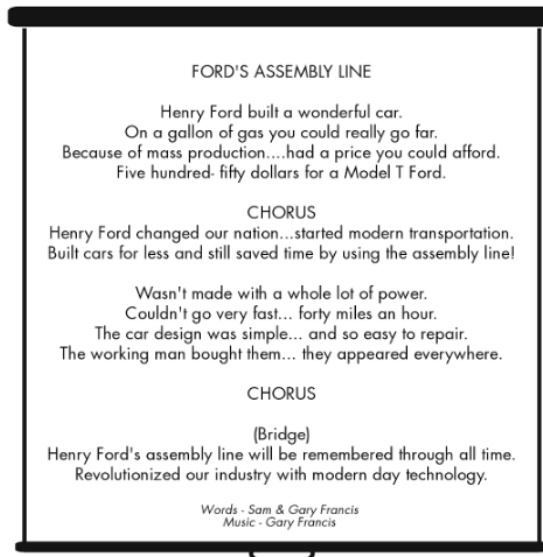 FORD'S ASSEMBLY LINE
Henry Ford built a wonderful car.
On a gallon of gas you could really go far.
Because of mass production....had a price you could afford.
Five hundred- fifty dollars for a Model T Ford.
CHORUS
Henry Ford changed our nation...started modern transportation.
Built cars for less and still saved time by using the assembly line!
Wasn't made with a whole lot of power.
Couldn't go very fast... forty miles an hour.
The car design was simple... and so easy to repair.
The working man bought them... they appeared everywhere.
CHORUS
(Bridge)
Henry Ford's assembly line will be remembered through all time.
Revolutionized our industry with modern day technology.
Words - Sam & Gary Francis
Music - Gary Francis